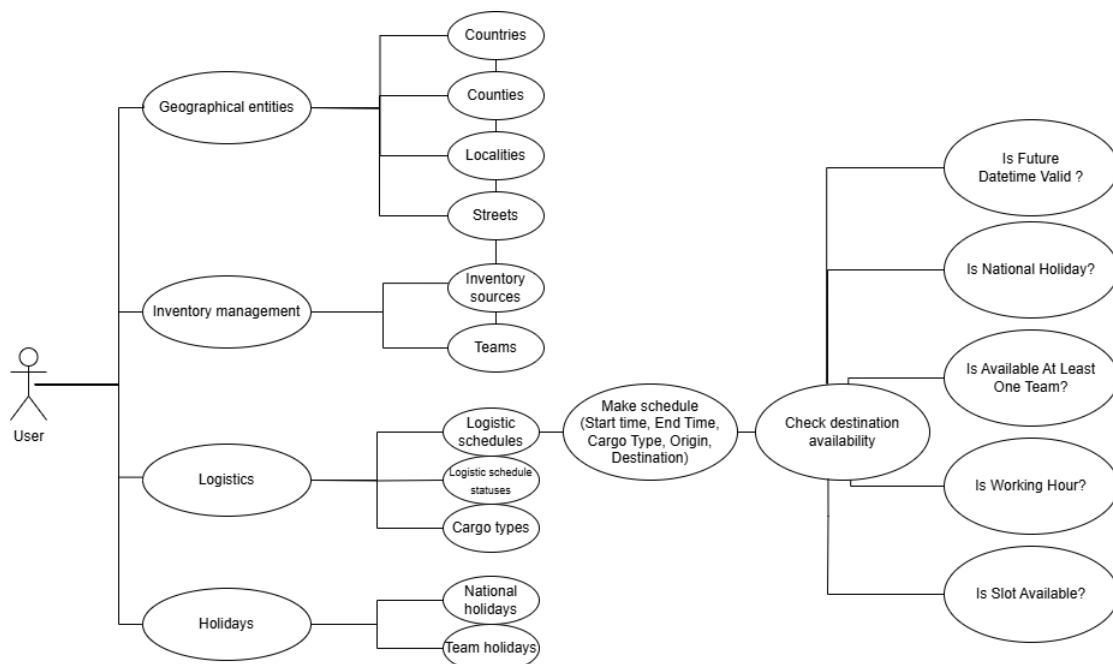 Countries
Geographical entities
Counties
Localities
Streets
Inventory management
Inventory
sources
Teams
User
Logistics
Logistic
schedules
Logistic schedule
statuses
Cargo types
Make schedule
(Start time, End Time,
Cargo Type, Origin,
Destination)
Check destination
availability
Is Future
Datetime Valid ?
Is National Holiday?
Is Available At Least
One Team?
Is Working Hour?
Is Slot Available?
Holidays
National
holidays
Team holidays